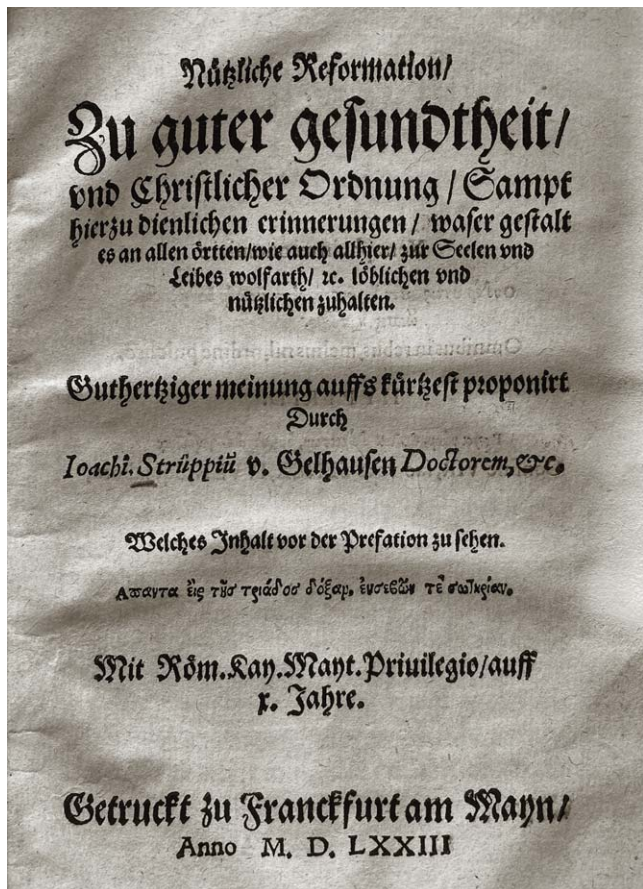 Nützliche Reformation/
Zu guter gesundtheit/
vnd Christlicher Ordnung / Sampt
hierzu dienlichen erinnerungen / waser gestalt
es an allen örtten/wie auch allhier/ zur Seelen vnd
Leibes wolfarth/ ꝛc. löblichen vnd
nützlichen zuhalten.
Guthertziger meinung auffs kürtzest proponirt
Durch
Ioachi. Strüppiū v. Gelhausen Doctorem, &c.
Welches Inhalt vor der Prefation zu sehen.
Mit Röm. Kay. Mayt. Priuilegio/auff
x. Jahre.
Getruckt zu Franckfurt am Mayn/
Anno M. D. LXXIII